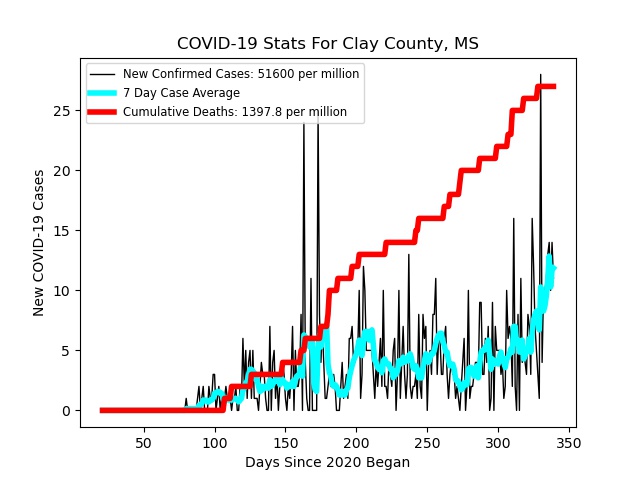 COVID-19 Stats For Clay County, MS
New Confirmed Cases: 51600 per million
7 Day Case Average
Cumulative Deaths: 1397.8 per million
New COVID-19 Cases
25
20
15
10
5
0
50 100 150 200 250 300 350
Days Since 2020 Began